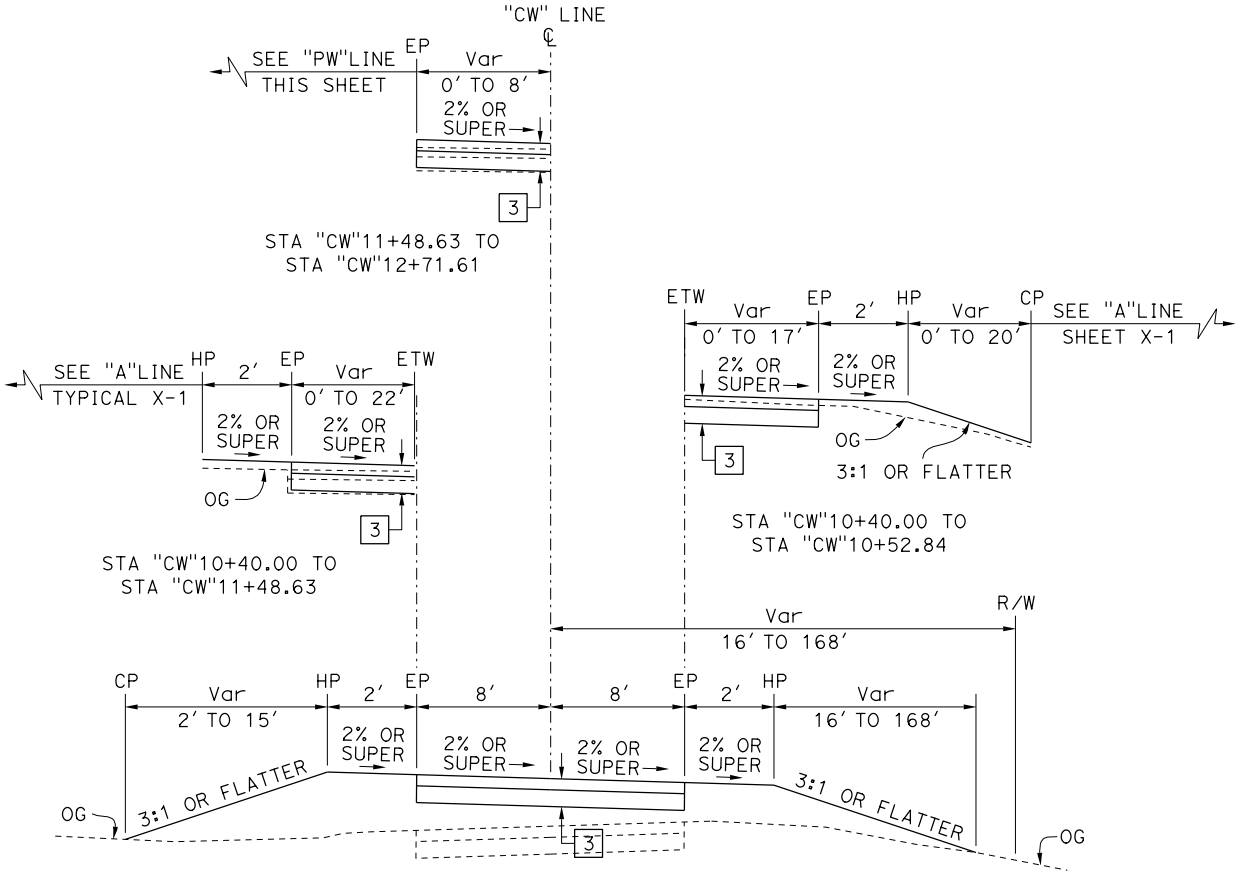 "CW" LINE
℄
EP
SEE "PW"LINE
THIS SHEET
Var
0' TO 8'
2% OR
SUPER
3
STA "CW"11+48.63 TO
STA "CW"12+71.61
ETW
EP
HP
CP
Var
0' TO 17'
2'
Var
0' TO 20'
SEE "A"LINE
SHEET X-1
2% OR
SUPER
2% OR
SUPER
OG
3:1 OR FLATTER
3
STA "CW"10+40.00 TO
STA "CW"10+52.84
HP
EP
ETW
SEE "A"LINE
TYPICAL X-1
2'
Var
0' TO 22'
2% OR
SUPER
2% OR
SUPER
OG
3
STA "CW"10+40.00 TO
STA "CW"11+48.63
R/W
Var
16' TO 168'
CP
HP
EP
EP
HP
Var
2' TO 15'
2'
8'
8'
2'
Var
16' TO 168'
2% OR
SUPER
2% OR
SUPER
2% OR
SUPER
2% OR
SUPER
3:1 OR FLATTER
3:1 OR FLATTER
OG
3
OG